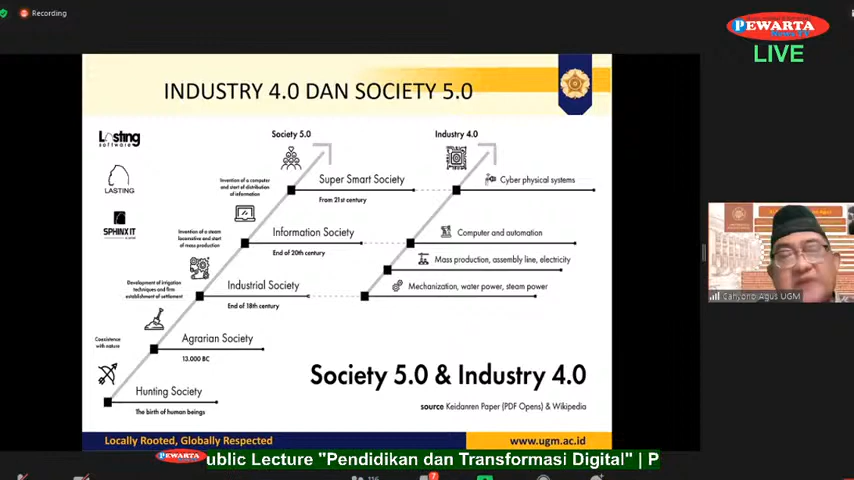 Recording
PEWARTA
News TV
LIVE
INDUSTRY 4.0 DAN SOCIETY 5.0
Lasting
software
LASTING
SPHINX IT
Society 5.0
Industry 4.0
Invention of a computer
and start of distribution
of information
Super Smart Society
From 21st century
Cyber physical systems
Invention of a steam
locomotive and start
of mass production
Information Society
End of 20th century
Computer and automation
Mass production, assembly line, electricity
Development of irrigation
techniques and firm
establishment of settlement
Industrial Society
End of 18th century
Mechanization, water power, steam power
Coexistence
with nature
Agrarian Society
13.000 BC
Hunting Society
The birth of human beings
Society 5.0 & Industry 4.0
source Keidanren Paper (PDF Opens) & Wikipedia
Locally Rooted, Globally Respected
www.ugm.ac.id
Cahyono Agus UGM
PEWARTA
ublic Lecture "Pendidikan dan Transformasi Digital" | P
116